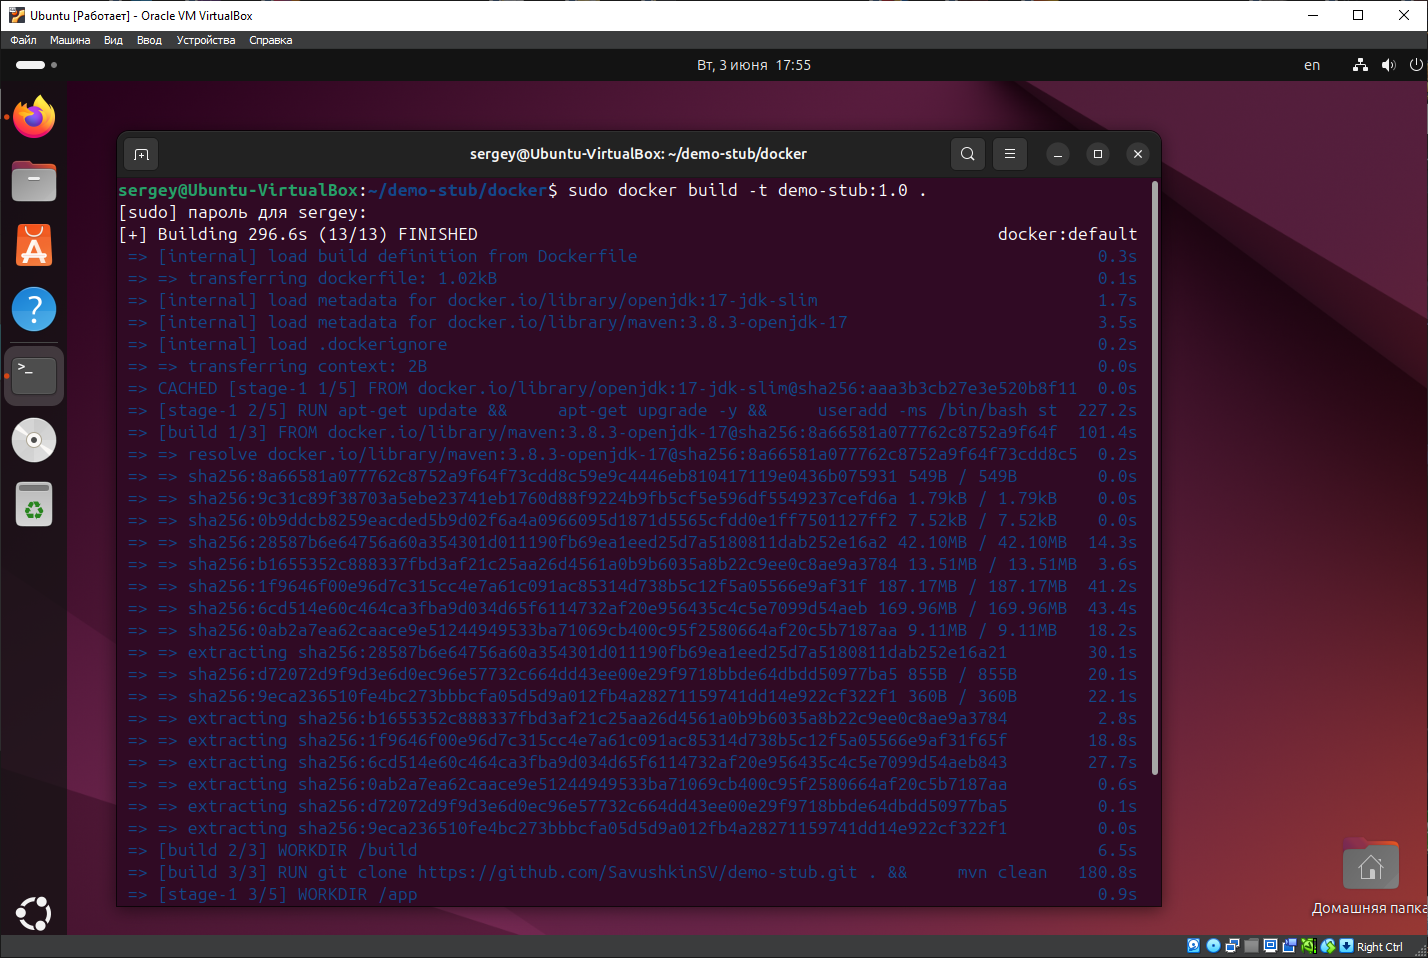 Ubuntu [Работает] - Oracle VM VirtualBox
Файл Машина Вид Ввод Устройства Справка
Вт, 3 июня 17:55
en
sergey@Ubuntu-VirtualBox: ~/demo-stub/docker
sergey@Ubuntu-VirtualBox:~/demo-stub/docker$ sudo docker build -t demo-stub:1.0 .
[sudo] пароль для sergey:
[+] Building 296.6s (13/13) FINISHED docker:default
=> [internal] load build definition from Dockerfile 0.3s
=> => transferring dockerfile: 1.02kB 0.1s
=> [internal] load metadata for docker.io/library/openjdk:17-jdk-slim 1.7s
=> [internal] load metadata for docker.io/library/maven:3.8.3-openjdk-17 3.5s
=> [internal] load .dockerignore 0.2s
=> => transferring context: 2B 0.0s
=> CACHED [stage-1 1/5] FROM docker.io/library/openjdk:17-jdk-slim@sha256:aaa3b3cb27e3e520b8f11 0.0s
=> [stage-1 2/5] RUN apt-get update && apt-get upgrade -y && useradd -ms /bin/bash st 227.2s
=> [build 1/3] FROM docker.io/library/maven:3.8.3-openjdk-17@sha256:8a66581a077762c8752a9f64f 101.4s
=> => resolve docker.io/library/maven:3.8.3-openjdk-17@sha256:8a66581a077762c8752a9f64f73cdd8c5 0.2s
=> => sha256:8a66581a077762c8752a9f64f73cdd8c59e9c4446eb810417119e0436b075931 549B / 549B 0.0s
=> => sha256:9c31c89f38703a5ebe23741eb1760d88f9224b9fb5cf5e596df5549237cefd6a 1.79kB / 1.79kB 0.0s
=> => sha256:0b9ddcb8259eacded5b9d02f6a4a0966095d1871d5565cfdd0e1ff7501127ff2 7.52kB / 7.52kB 0.0s
=> => sha256:28587b6e64756a60a354301d011190fb69ea1eed25d7a5180811dab252e16a2 42.10MB / 42.10MB 14.3s
=> => sha256:b1655352c888337fbd3af21c25aa26d4561a0b9b6035a8b22c9ee0c8ae9a3784 13.51MB / 13.51MB 3.6s
=> => sha256:1f9646f00e96d7c315cc4e7a61c091ac85314d738b5c12f5a05566e9af31f 187.17MB / 187.17MB 41.2s
=> => sha256:6cd514e60c464ca3fba9d034d65f6114732af20e956435c4c5e7099d54aeb 169.96MB / 169.96MB 43.4s
=> => sha256:0ab2a7ea62caace9e51244949533ba71069cb400c95f2580664af20c5b7187aa 9.11MB / 9.11MB 18.2s
=> => extracting sha256:28587b6e64756a60a354301d011190fb69ea1eed25d7a5180811dab252e16a21 30.1s
=> => sha256:d72072d9f9d3e6d0ec96e57732c664dd43ee00e29f9718bbde64dbdd50977ba5 855B / 855B 20.1s
=> => sha256:9eca236510fe4bc273bbbcfa05d5d9a012fb4a28271159741dd14e922cf322f1 360B / 360B 22.1s
=> => extracting sha256:b1655352c888337fbd3af21c25aa26d4561a0b9b6035a8b22c9ee0c8ae9a3784 2.8s
=> => extracting sha256:1f9646f00e96d7c315cc4e7a61c091ac85314d738b5c12f5a05566e9af31f65f 18.8s
=> => extracting sha256:6cd514e60c464ca3fba9d034d65f6114732af20e956435c4c5e7099d54aeb843 27.7s
=> => extracting sha256:0ab2a7ea62caace9e51244949533ba71069cb400c95f2580664af20c5b7187aa 0.6s
=> => extracting sha256:d72072d9f9d3e6d0ec96e57732c664dd43ee00e29f9718bbde64dbdd50977ba5 0.1s
=> => extracting sha256:9eca236510fe4bc273bbbcfa05d5d9a012fb4a28271159741dd14e922cf322f1 0.0s
=> [build 2/3] WORKDIR /build 6.5s
=> [build 3/3] RUN git clone https://github.com/SavushkinSV/demo-stub.git . && mvn clean 180.8s
=> [stage-1 3/5] WORKDIR /app 0.9s
Домашняя папка
Right Ctrl